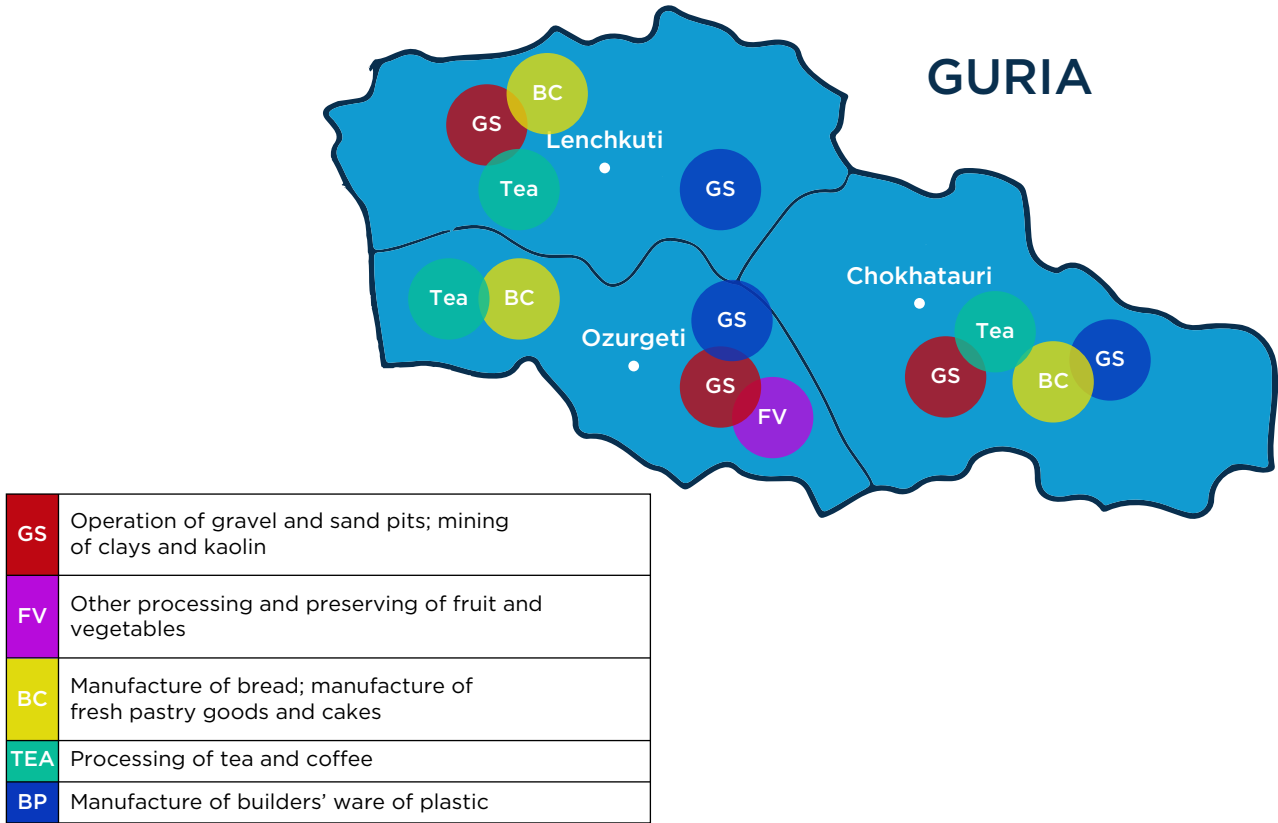 GURIA
BC
GS
Lenchkuti
Tea
GS
Chokhatauri
Tea
BC
GS
Tea
Ozurgeti
GS
GS
BC
GS
FV
GS
Operation of gravel and sand pits; mining
of clays and kaolin
FV
Other processing and preserving of fruit and
vegetables
BC
Manufacture of bread; manufacture of
fresh pastry goods and cakes
TEA
Processing of tea and coffee
BP
Manufacture of builders' ware of plastic